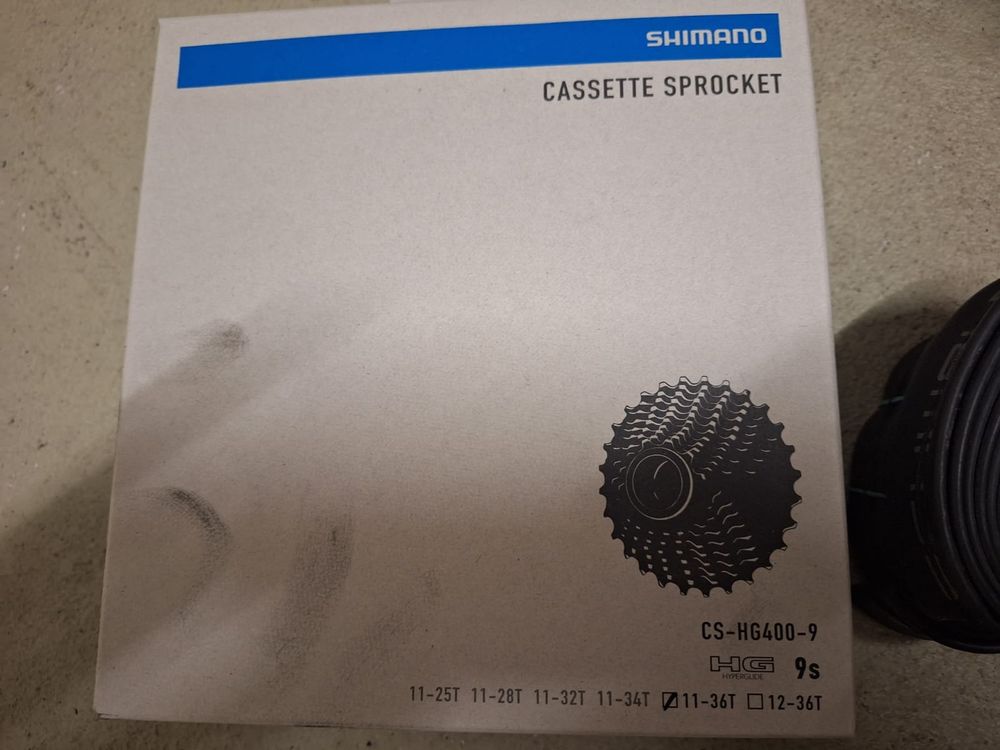 SHIMANO
CASSETTE SPROCKET
CS-HG400-9
HG 9s
HYPERGLIDE
11-25T 11-28T 11-32T 11-34T 11-36T 12-36T